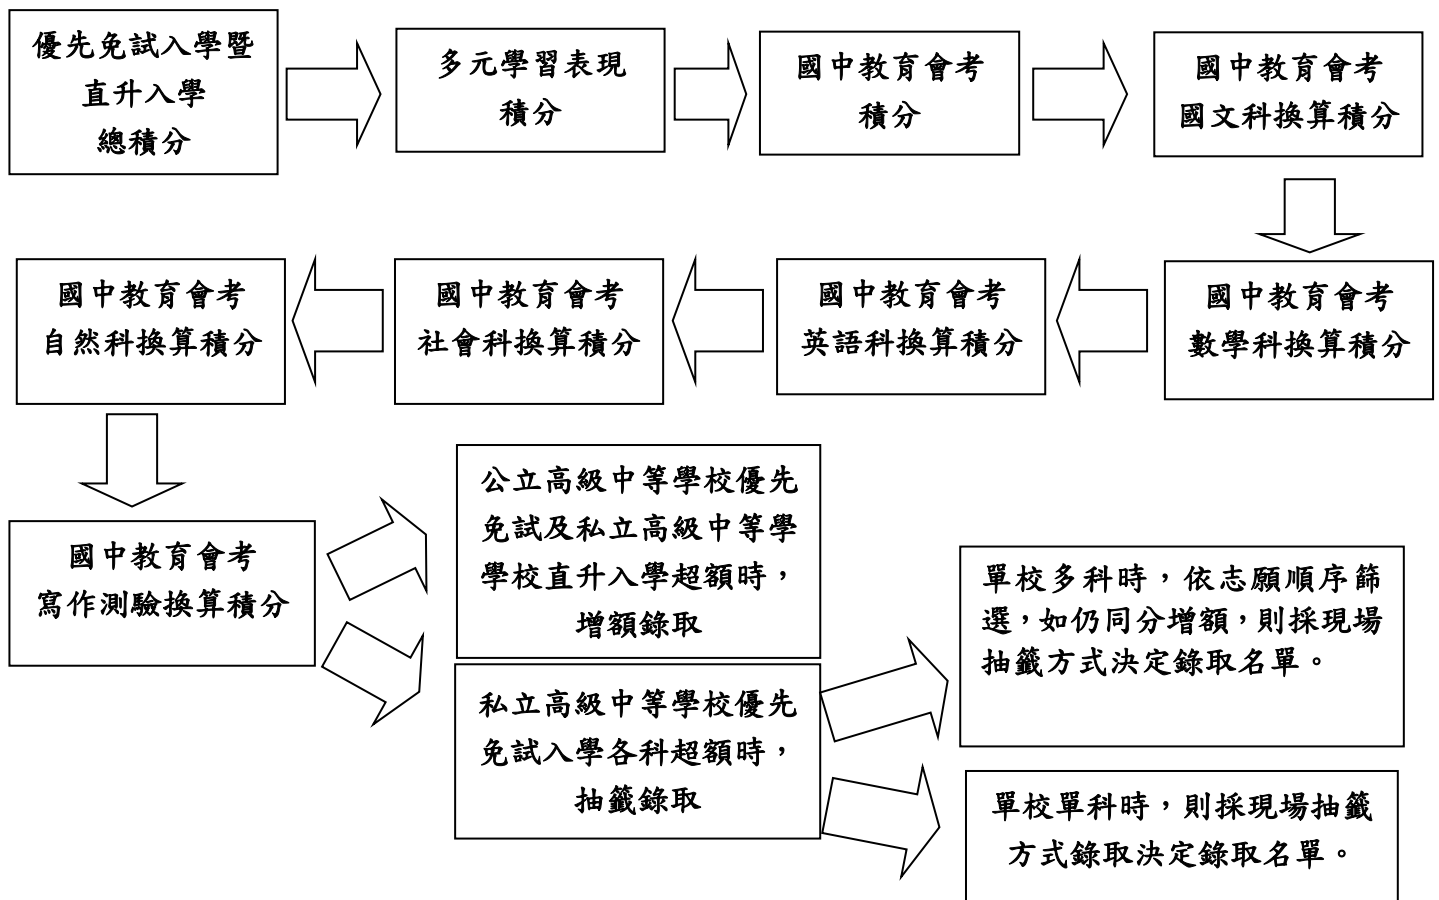 優先免試入學暨
直升入學
總積分
多元學習表現
積分
國中教育會考
積分
國中教育會考
國文科換算積分
國中教育會考
數學科換算積分
國中教育會考
英語科換算積分
國中教育會考
社會科換算積分
國中教育會考
自然科換算積分
國中教育會考
寫作測驗換算積分
公立高級中等學校優先
免試及私立高級中等學
學校直升入學超額時，
增額錄取
私立高級中等學校優先
免試入學各科超額時，
抽籤錄取
單校多科時，依志願順序篩
選，如仍同分增額，則採現場
抽籤方式決定錄取名單。
單校單科時，則採現場抽籤
方式錄取決定錄取名單。